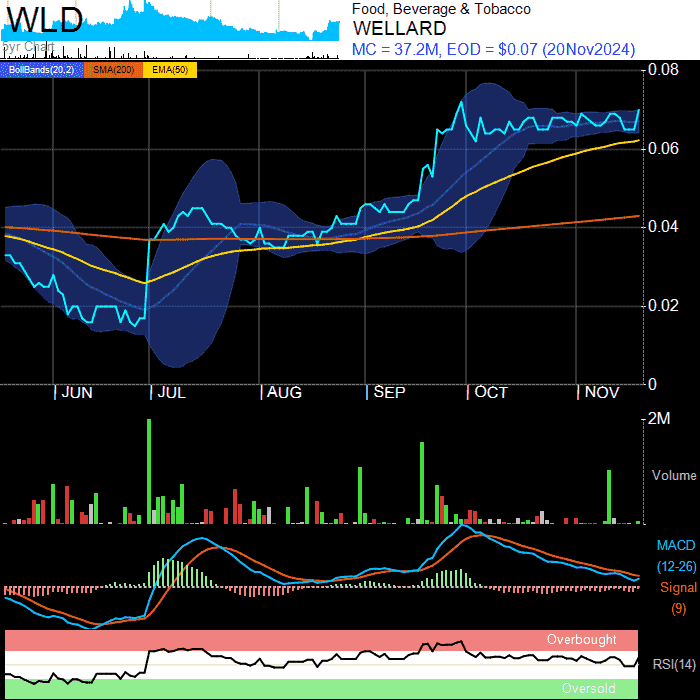 WLD
5yr Chart
Food, Beverage & Tobacco
WELLARD
MC = 37.2M, EOD = $0.07 (20Nov2024)
BollBands(20,2) SMA(200) EMA(50)
0.08
0.06
0.04
0.02
0
JUN JUL AUG SEP OCT NOV
2M
Volume
MACD
(12-26)
Signal
(9)
Overbought
RSI(14)
Oversold